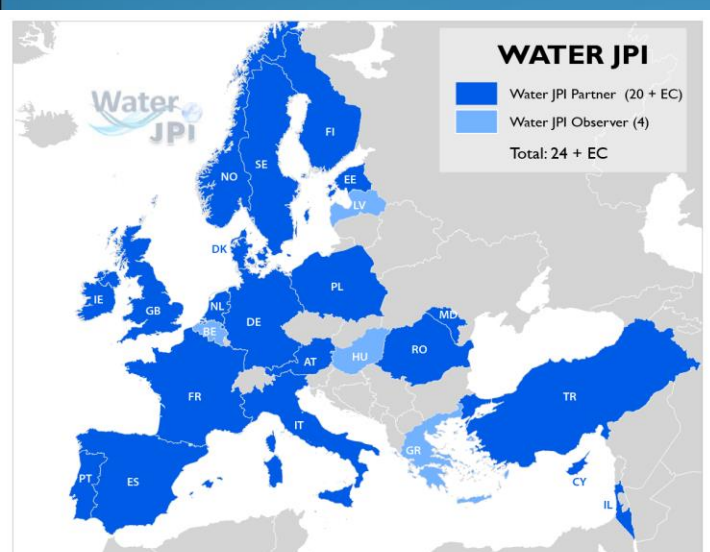 WATER JPI
Water JPI Partner (20 + EC)
Water JPI Observer (4)
Total: 24 + EC
Water
JPI
FI
SE
NO
EE
LV
DK
IE
GB
NL
PL
BE
DE
MD
AT
HU
RO
FR
IT
TR
GR
PT
ES
CY
IL